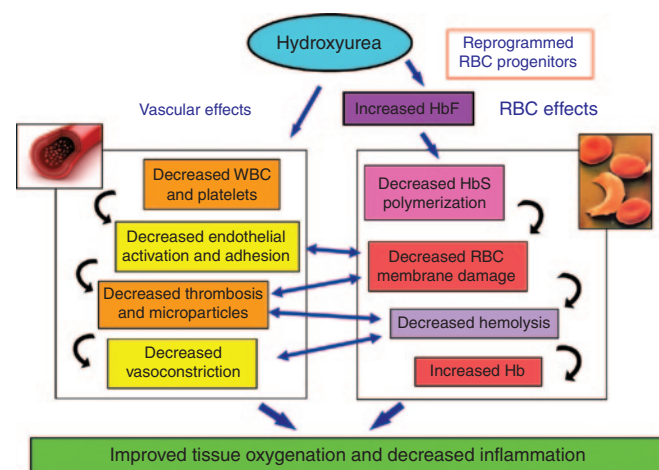 Hydroxyurea
Reprogrammed
RBC progenitors
Vascular effects
Increased HbF
RBC effects
Decreased WBC
and platelets
Decreased endothelial
activation and adhesion
Decreased thrombosis
and microparticles
Decreased
vasoconstriction
Decreased HbS
polymerization
Decreased RBC
membrane damage
Decreased hemolysis
Increased Hb
Improved tissue oxygenation and decreased inflammation